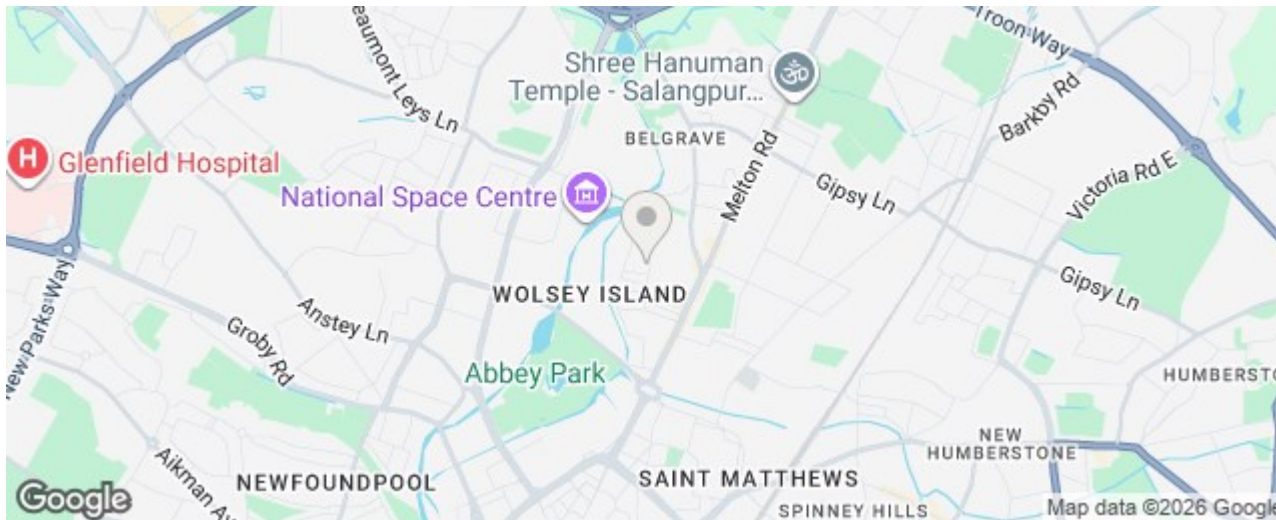 eaumont Leys Ln
Troon Way
Shree Hanuman
Temple - Salangpur...
BELGRAVE
Barkby Rd
H
Glenfield Hospital
National Space Centre
Melton Rd
Gipsy Ln
Victoria Rd E
WOLSEY ISLAND
Gipsy Ln
New Parks Way
Anstey Ln
Groby Rd
Abbey Park
HUMBERSTO
NEW
HUMBERSTONE
Aikman Av
NEWFOUNDPOOL
SAINT MATTHEWS
SPINNEY HILLS
Google
Map data ©2026 Google